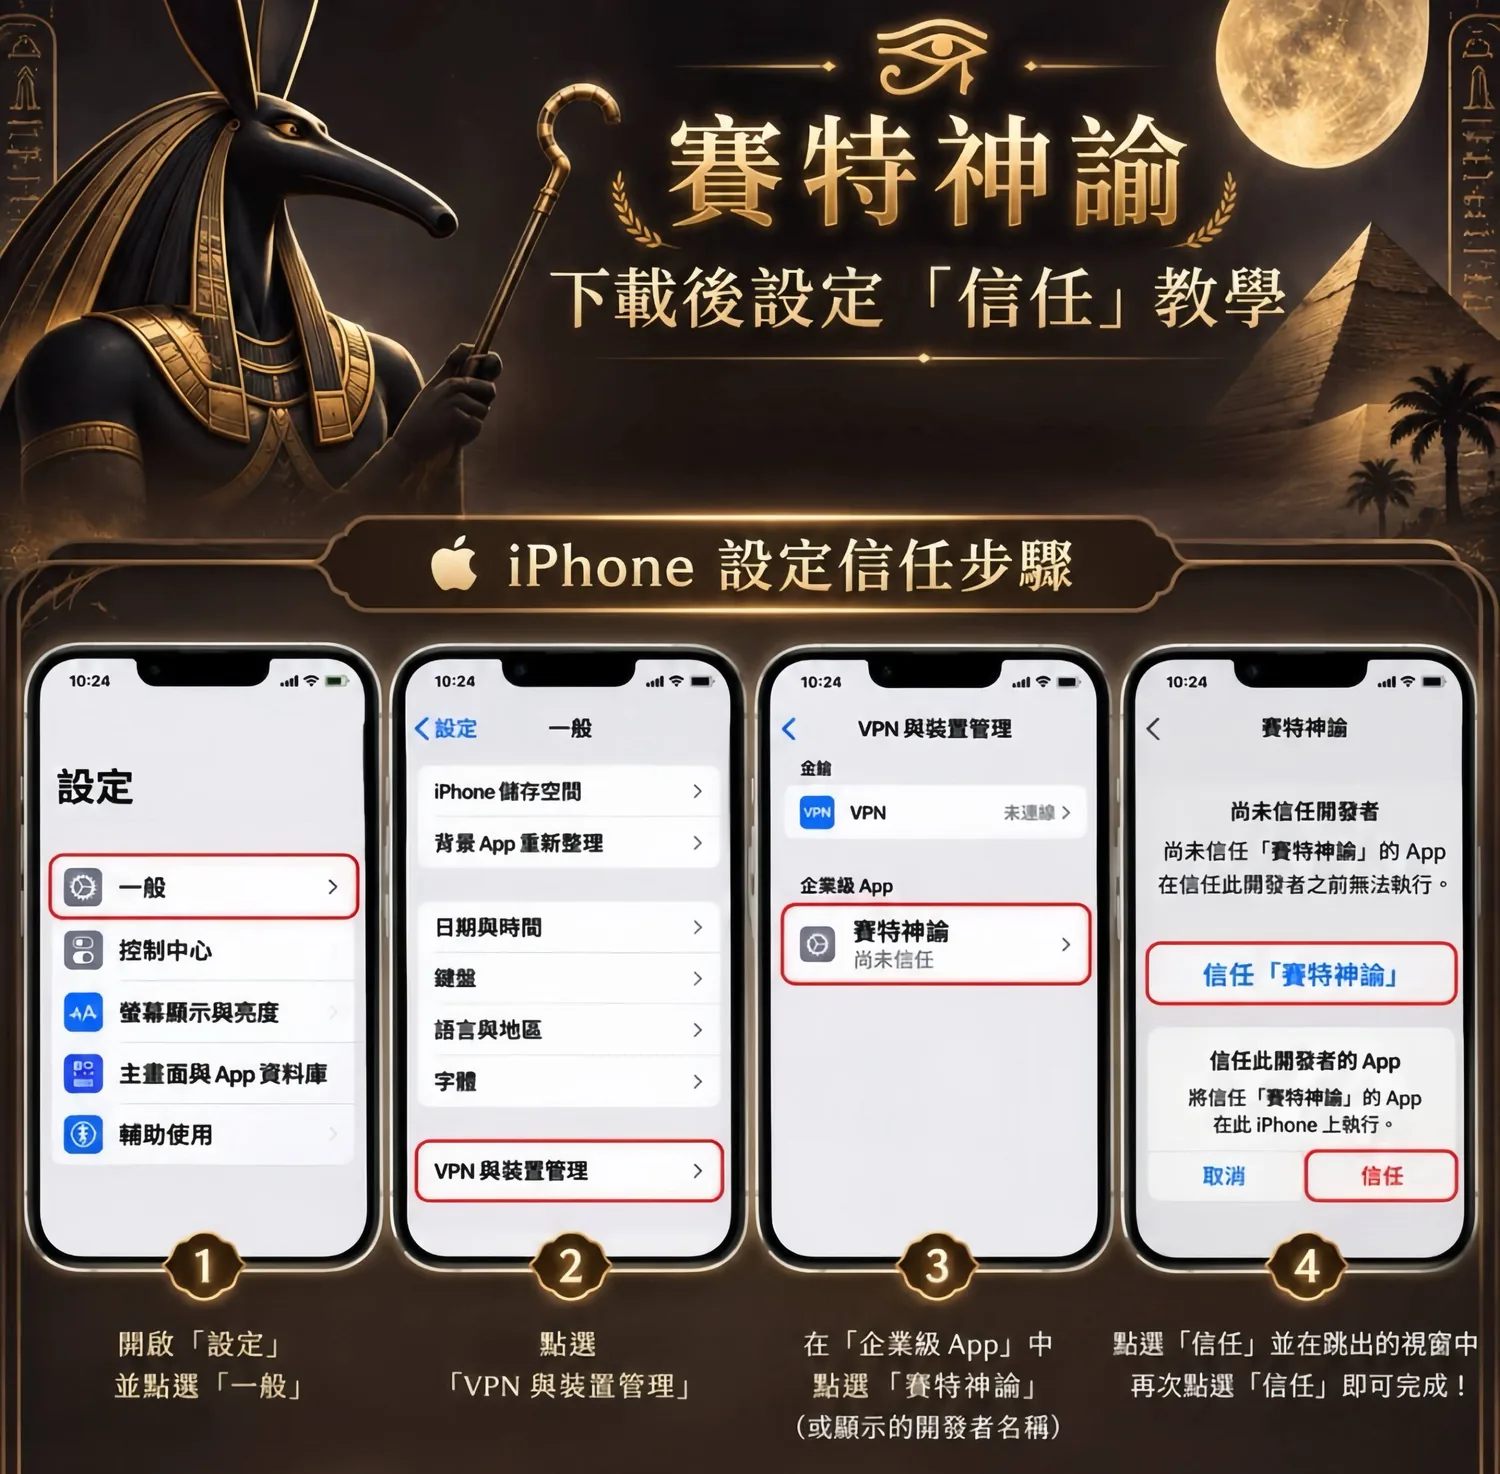 賽特神諭
下載後設定「信任」教學
iPhone 設定信任步驟
10:24
設定
一般
控制中心
螢幕顯示與亮度
主畫面與 App 資料庫
輔助使用
1
開啟「設定」
並點選「一般」
10:24
設定
一般
iPhone 儲存空間
背景 App 重新整理
日期與時間
鍵盤
語言與地區
字體
VPN 與裝置管理
2
點選
「VPN 與裝置管理」
10:24
VPN 與裝置管理
VPN
VPN
未連線
企業級 App
賽特神諭
尚未信任
3
在「企業級 App」中
點選「賽特神諭」
（或顯示的開發者名稱）
10:24
賽特神諭
尚未信任開發者
尚未信任「賽特神諭」的 App
在信任此開發者之前無法執行。
信任「賽特神諭」
信任此開發者的 App
將信任「賽特神諭」的 App
在此 iPhone 上執行。
取消
信任
4
點選「信任」並在跳出的視窗中
再次點選「信任」即可完成！